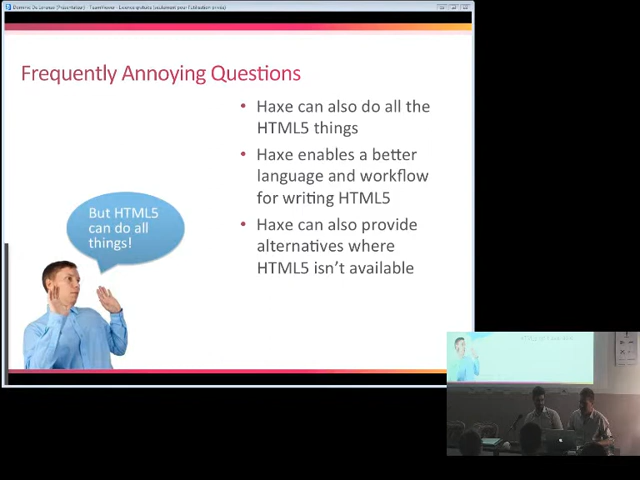 Frequently Annoying Questions
• Haxe can also do all the
HTML5 things
• Haxe enables a better
language and workflow
for writing HTML5
• Haxe can also provide
alternatives where
HTML5 isn't available
But HTML5
can do all
things!